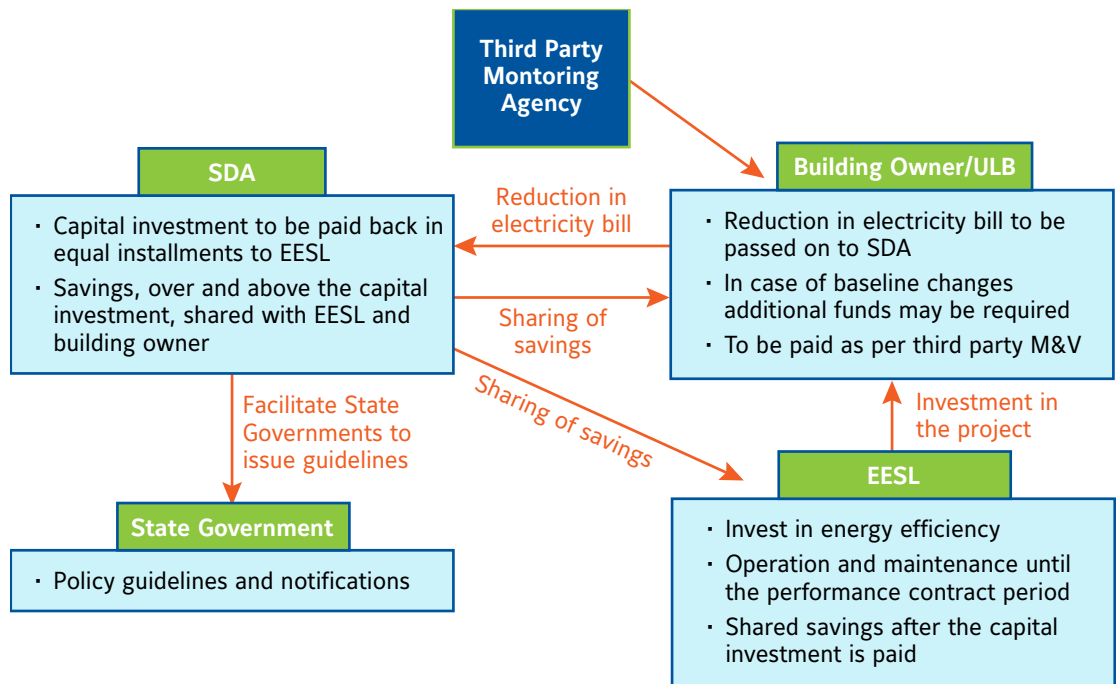 Third Party
Montoring
Agency
SDA
· Capital investment to be paid back in
equal installments to EESL
· Savings, over and above the capital
investment, shared with EESL and
building owner
Reduction in
electricity bill
Sharing of
savings
Building Owner/ULB
· Reduction in electricity bill to be
passed on to SDA
· In case of baseline changes
additional funds may be required
· To be paid as per third party M&V
Facilitate State
Governments to
issue guidelines
Sharing of savings
Investment in
the project
State Government
· Policy guidelines and notifications
EESL
· Invest in energy efficiency
· Operation and maintenance until
the performance contract period
· Shared savings after the capital
investment is paid